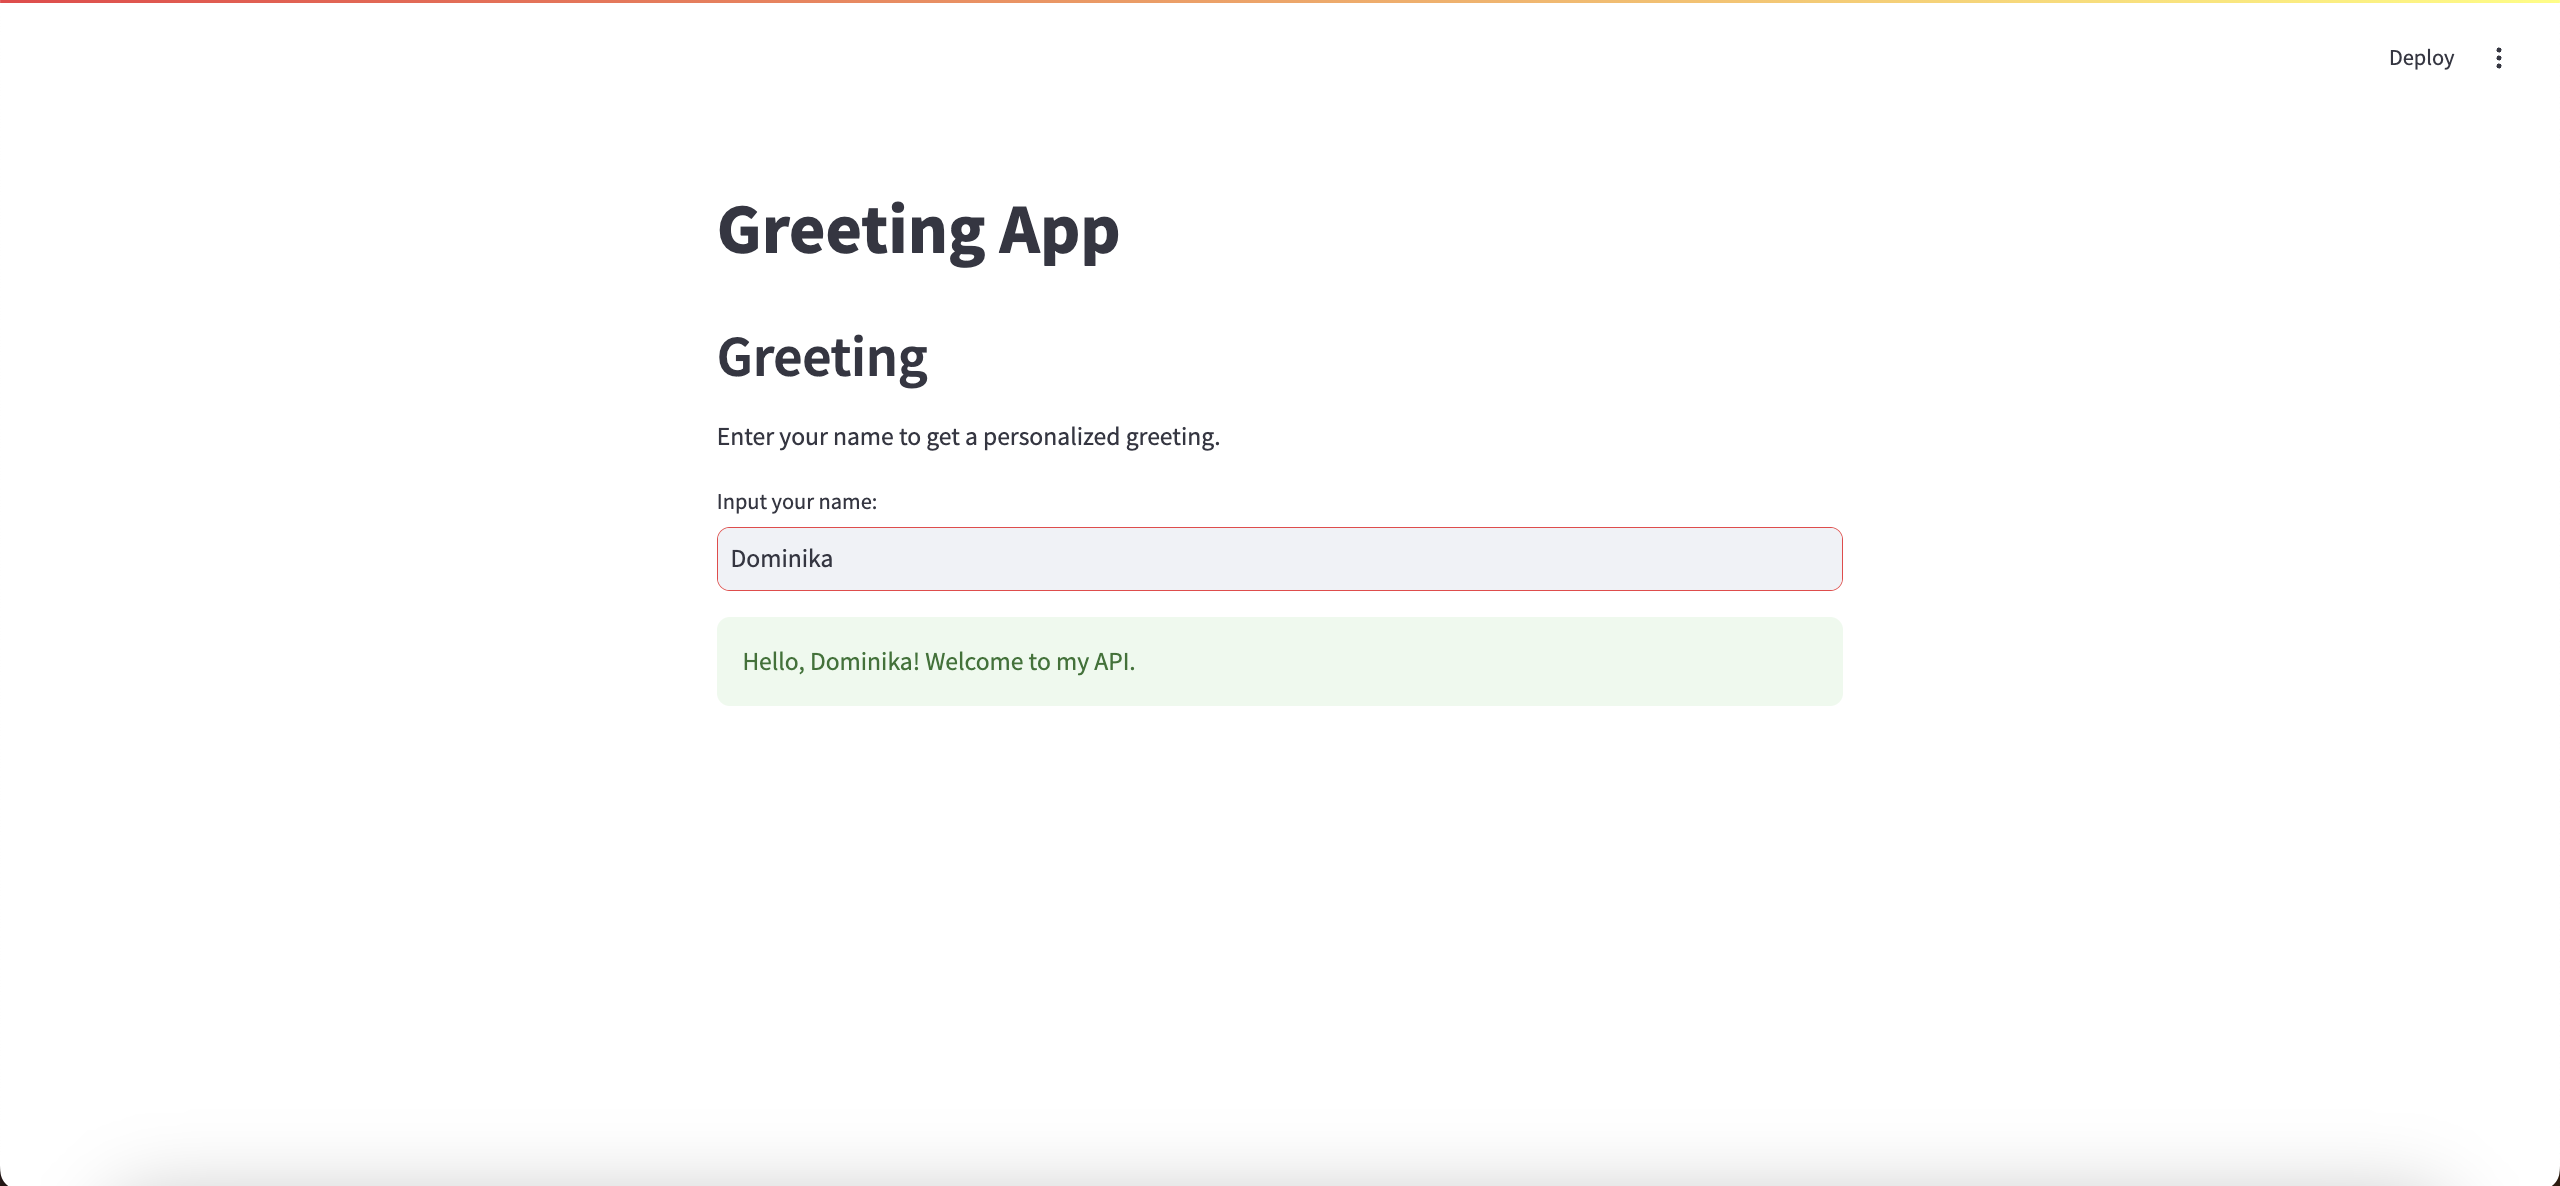 Deploy
Greeting App
Greeting
Enter your name to get a personalized greeting.
Input your name:
Dominika
Hello, Dominika! Welcome to my API.